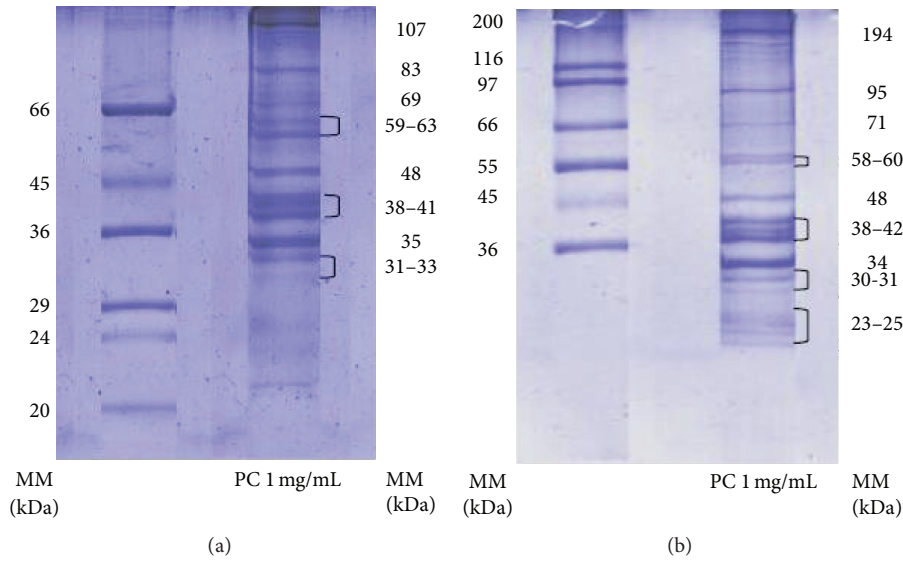 66
45
36
29
24
20
107
83
69
59–63
48
38–41
35
31–33
MM
(kDa)
PC 1 mg/mL
MM
(kDa)
(a)
200
116
97
66
55
45
36
194
95
71
58–60
48
38–42
34
30-31
23–25
MM
(kDa)
PC 1 mg/mL
MM
(kDa)
(b)